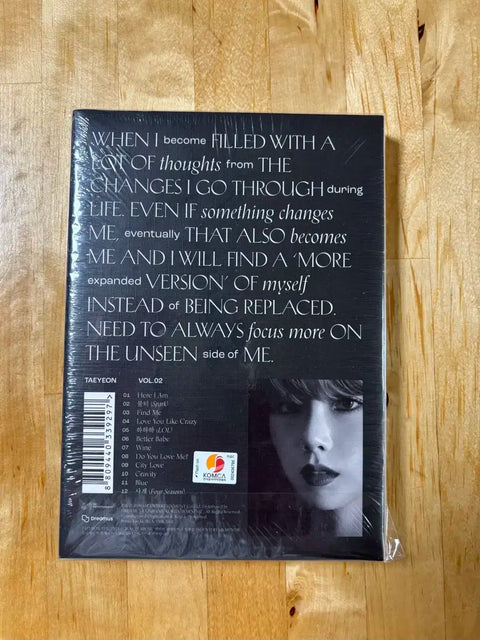 WHEN I become FILLED WITH A
LOT OF thoughts from THE
CHANGES I GO THROUGH during
LIFE. EVEN IF something changes
ME, eventually THAT ALSO becomes
ME AND I WILL FIND A 'MORE
expanded VERSION' OF myself
INSTEAD of BEING REPLACED.
NEED TO ALWAYS focus more ON
THE UNSEEN side of ME.
TAEYEON VOL.02
01 Here I Am
02 불티 (Spark)
03 Find Me
04 Love You Like Crazy
05 하하하 (LOL)
06 Better Babe
07 Wine
08 Do You Love Me?
09 City Love
10 Gravity
11 Blue
12 사계 (Four Seasons)
8 809440 339297 >
KOMCA
Dreamus